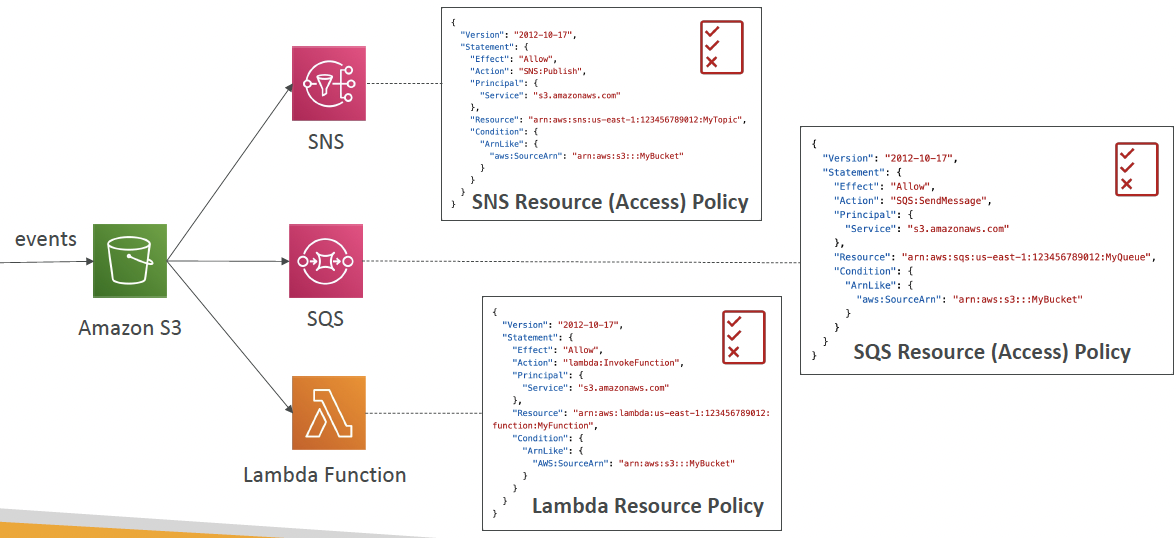 events
Amazon S3
SNS
SQS
Lambda Function
{
"Version": "2012-10-17",
"Statement": {
"Effect": "Allow",
"Action": "SNS:Publish",
"Principal": {
"Service": "s3.amazonaws.com"
},
"Resource": "arn:aws:sns:us-east-1:123456789012:MyTopic",
"Condition": {
"ArnLike": {
"aws:SourceArn": "arn:aws:s3:::MyBucket"
}
}
}
}
SNS Resource (Access) Policy
{
"Version": "2012-10-17",
"Statement": {
"Effect": "Allow",
"Action": "SQS:SendMessage",
"Principal": {
"Service": "s3.amazonaws.com"
},
"Resource": "arn:aws:sqs:us-east-1:123456789012:MyQueue",
"Condition": {
"ArnLike": {
"aws:SourceArn": "arn:aws:s3:::MyBucket"
}
}
}
}
SQS Resource (Access) Policy
{
"Version": "2012-10-17",
"Statement": {
"Effect": "Allow",
"Action": "lambda:InvokeFunction",
"Principal": {
"Service": "s3.amazonaws.com"
},
"Resource": "arn:aws:lambda:us-east-1:123456789012:
function:MyFunction",
"Condition": {
"ArnLike": {
"AWS:SourceArn": "arn:aws:s3:::MyBucket"
}
}
}
}
Lambda Resource Policy